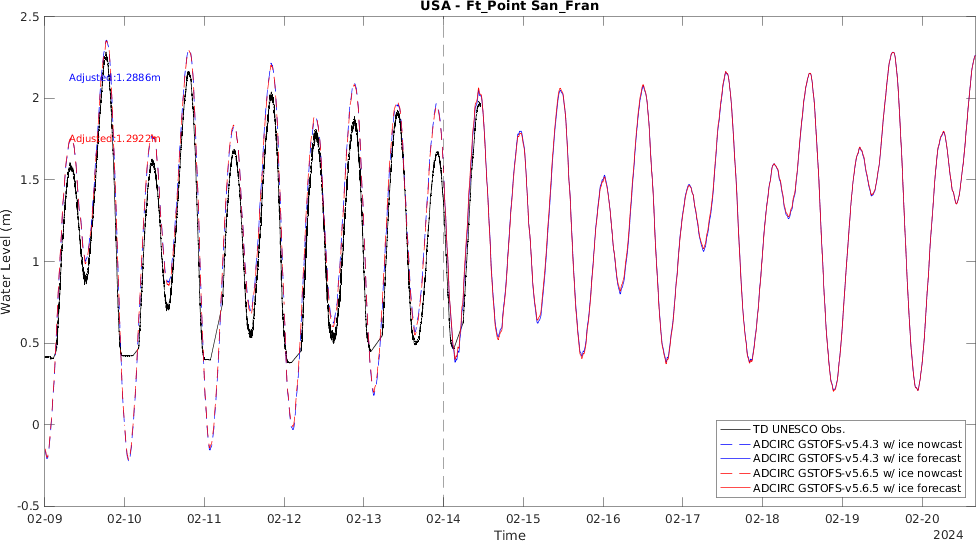 USA - Ft_Point San_Fran
2.5
2
1.5
1
0.5
0
-0.5
Water Level (m)
Adjusted:1.2886m
Adjusted:1.2922m
TD UNESCO Obs.
ADCIRC GSTOFS-v5.4.3 w/ ice nowcast
ADCIRC GSTOFS-v5.4.3 w/ ice forecast
ADCIRC GSTOFS-v5.6.5 w/ ice nowcast
ADCIRC GSTOFS-v5.6.5 w/ ice forecast
02-09 02-10 02-11 02-12 02-13 02-14 02-15 02-16 02-17 02-18 02-19 02-20
Time
2024